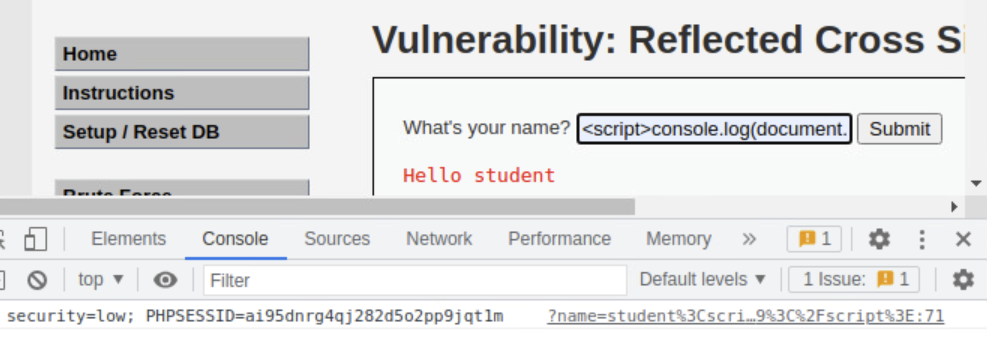 Vulnerability: Reflected Cross
Home
Instructions
Setup / Reset DB
Brute Force
What's your name? <script>console.log(document. Submit
Hello student
Elements Console Sources Network Performance Memory » 1
top ▼ Filter Default levels ▼ 1 Issue: 1
security=low; PHPSESSID=ai95dnrg4qj282d5o2pp9jqt1m ?name=student%3Cscri…9%3C%2Fscript%3E:71